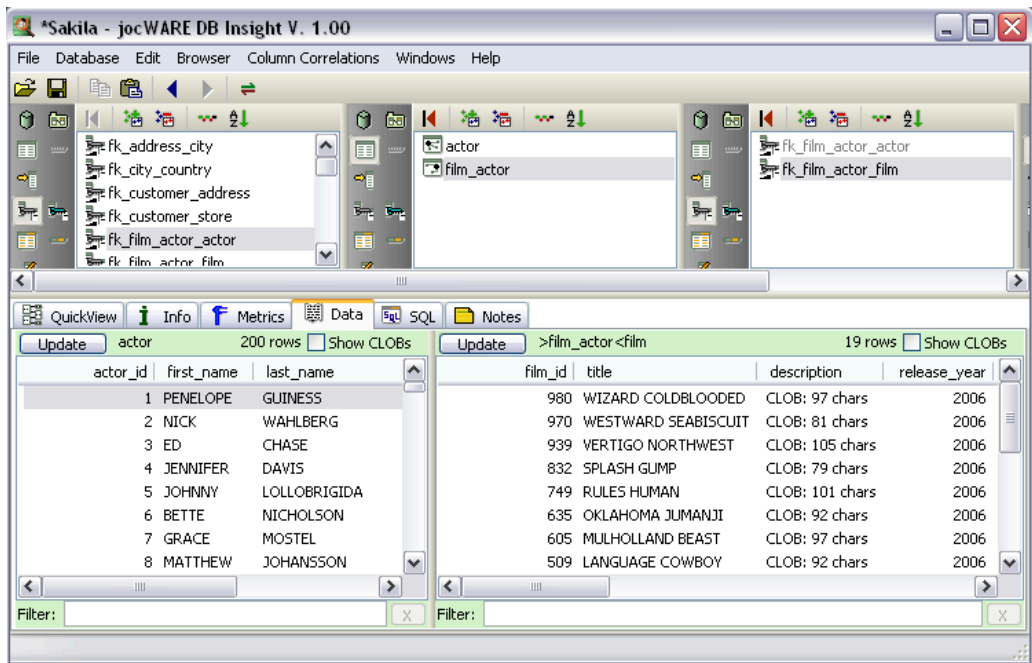 *Sakila - jocWARE DB Insight V. 1.00
File Database Edit Browser Column Correlations Windows Help
fk_address_city
fk_city_country
fk_customer_address
fk_customer_store
fk_film_actor_actor
fk_film_actor_film
actor
film_actor
fk_film_actor_actor
fk_film_actor_film
QuickView Info Metrics Data SQL SQL Notes
Update actor 200 rows Show CLOBs
actor_id first_name last_name
1 PENELOPE GUINESS
2 NICK WAHLBERG
3 ED CHASE
4 JENNIFER DAVIS
5 JOHNNY LOLLOBRIGIDA
6 BETTE NICHOLSON
7 GRACE MOSTEL
8 MATTHEW JOHANSSON
Filter: X
Update >film_actor<film 19 rows Show CLOBs
film_id title description release_year
980 WIZARD COLDBLOODED CLOB: 97 chars 2006
970 WESTWARD SEABISCUIT CLOB: 81 chars 2006
939 VERTIGO NORTHWEST CLOB: 105 chars 2006
832 SPLASH GUMP CLOB: 79 chars 2006
749 RULES HUMAN CLOB: 101 chars 2006
635 OKLAHOMA JUMANJI CLOB: 92 chars 2006
605 MULHOLLAND BEAST CLOB: 97 chars 2006
509 LANGUAGE COWBOY CLOB: 92 chars 2006
Filter: X